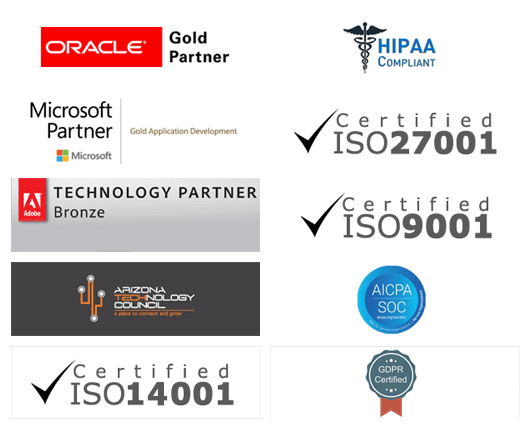 ORACLE Gold
Partner
HIPAA
COMPLIANT
Microsoft
Partner
Microsoft
Gold Application Development
Certified
ISO27001
Adobe
TECHNOLOGY PARTNER
Bronze
Certified
ISO9001
ARIZONA
TECHNOLOGY
COUNCIL
a place to connect and grow
AICPA
SOC
Certified
ISO14001
GDPR
Certified